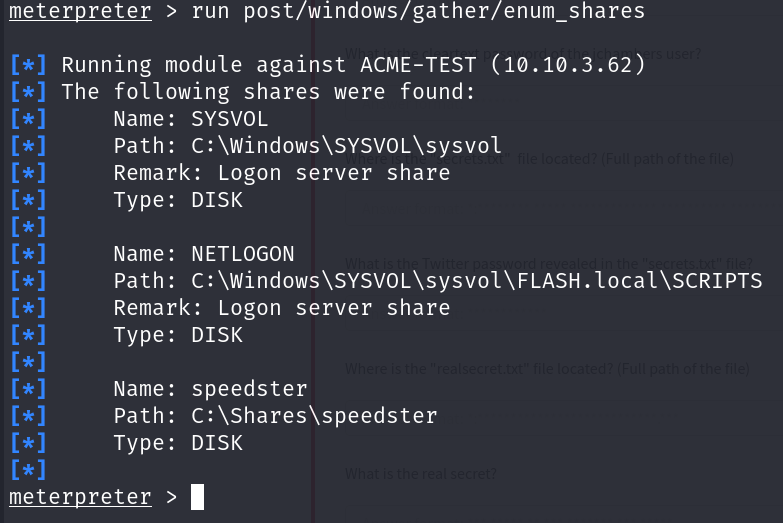 meterpreter > run post/windows/gather/enum_shares
What is the cleartext password of the jchambers user?
[*] Running module against ACME-TEST (10.10.3.62)
[*] The following shares were found:
[*]     Name: SYSVOL
[*]     Path: C:\Windows\SYSVOL\sysvol
Where is the "secrets.txt" file located? (Full path of the file)
[*]     Remark: Logon server share
[*]     Type: DISK
[*]
[*]     Name: NETLOGON
What is the Twitter password revealed in the "secrets.txt" file?
[*]     Path: C:\Windows\SYSVOL\sysvol\FLASH.local\SCRIPTS
[*]     Remark: Logon server share
[*]     Type: DISK
[*]
Where is the "realsecret.txt" file located? (Full path of the file)
[*]     Name: speedster
[*]     Path: C:\Shares\speedster
[*]     Type: DISK
[*]
What is the real secret?
meterpreter >